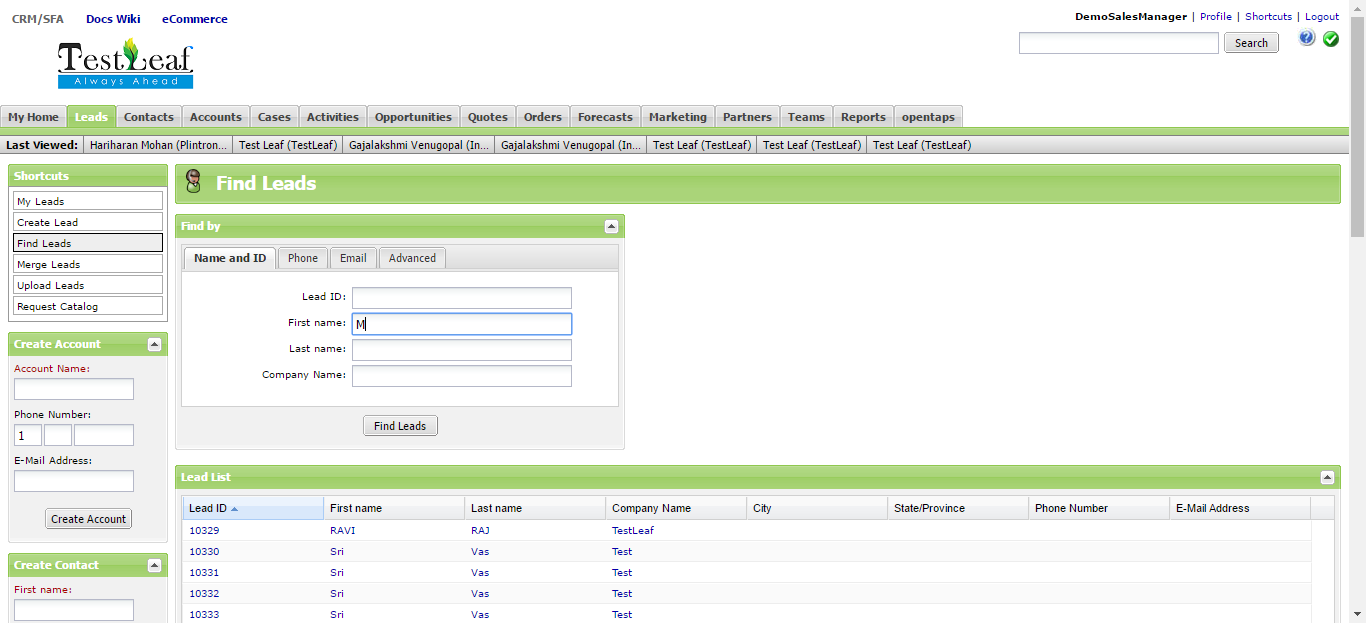 CRM/SFA Docs Wiki eCommerce
DemoSalesManager | Profile | Shortcuts | Logout
TestLeaf
Always Ahead
Search
My Home Leads Contacts Accounts Cases Activities Opportunities Quotes Orders Forecasts Marketing Partners Teams Reports opentaps
Last Viewed: Hariharan Mohan (Plintron... Test Leaf (TestLeaf) Gajalakshmi Venugopal (In... Gajalakshmi Venugopal (In... Test Leaf (TestLeaf) Test Leaf (TestLeaf) Test Leaf (TestLeaf)
Shortcuts
My Leads
Create Lead
Find Leads
Merge Leads
Upload Leads
Request Catalog
Create Account
Account Name:
Phone Number:
1
E-Mail Address:
Create Account
Create Contact
First name:
Find Leads
Find by
Name and ID Phone Email Advanced
Lead ID:
First name: M
Last name:
Company Name:
Find Leads
Lead List
Lead ID First name Last name Company Name City State/Province Phone Number E-Mail Address
10329 RAVI RAJ TestLeaf
10330 Sri Vas Test
10331 Sri Vas Test
10332 Sri Vas Test
10333 Sri Vas Test